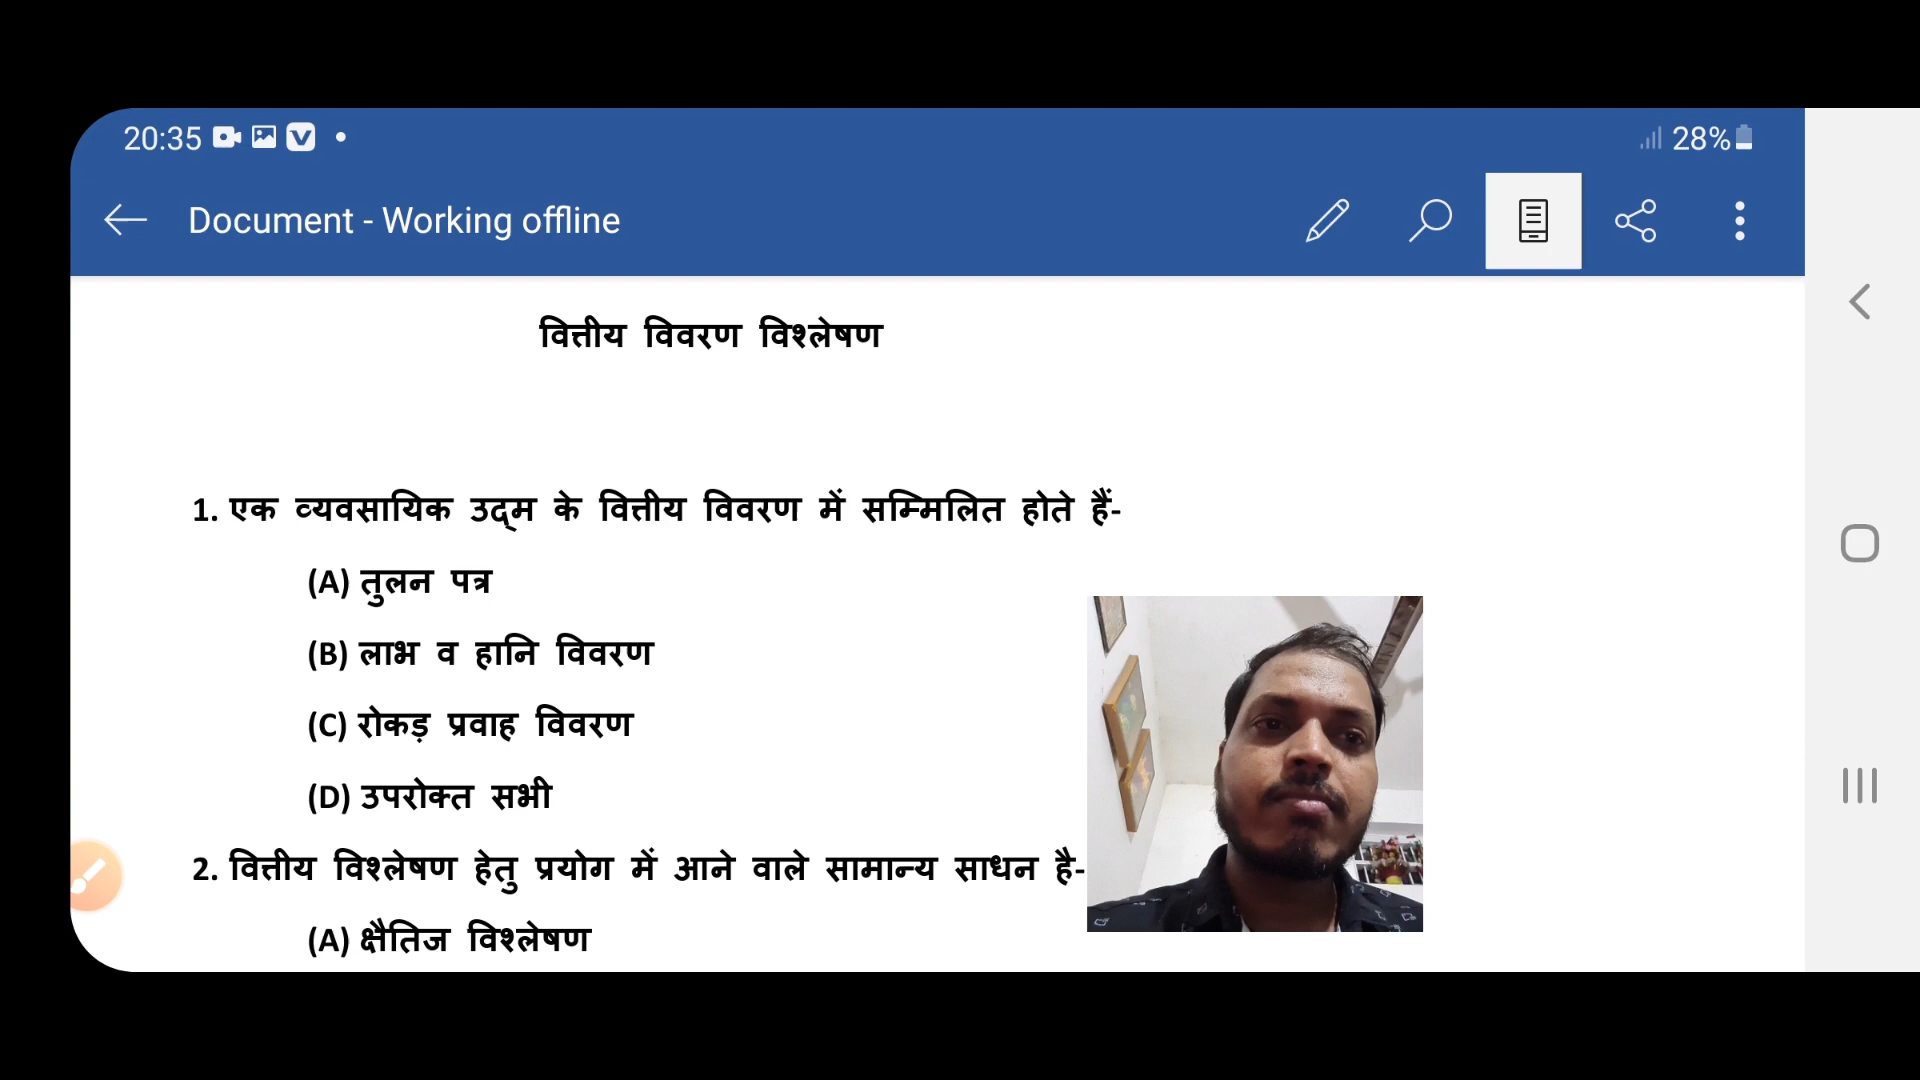 20:35
28%
Document - Working offline
वित्तीय विवरण विश्लेषण
1. एक व्यवसायिक उद्म के वित्तीय विवरण में सम्मिलित होते हैं-
(A) तुलन पत्र
(B) लाभ व हानि विवरण
(C) रोकड़ प्रवाह विवरण
(D) उपरोक्त सभी
2. वित्तीय विश्लेषण हेतु प्रयोग में आने वाले सामान्य साधन है-
(A) क्षैतिज विश्लेषण